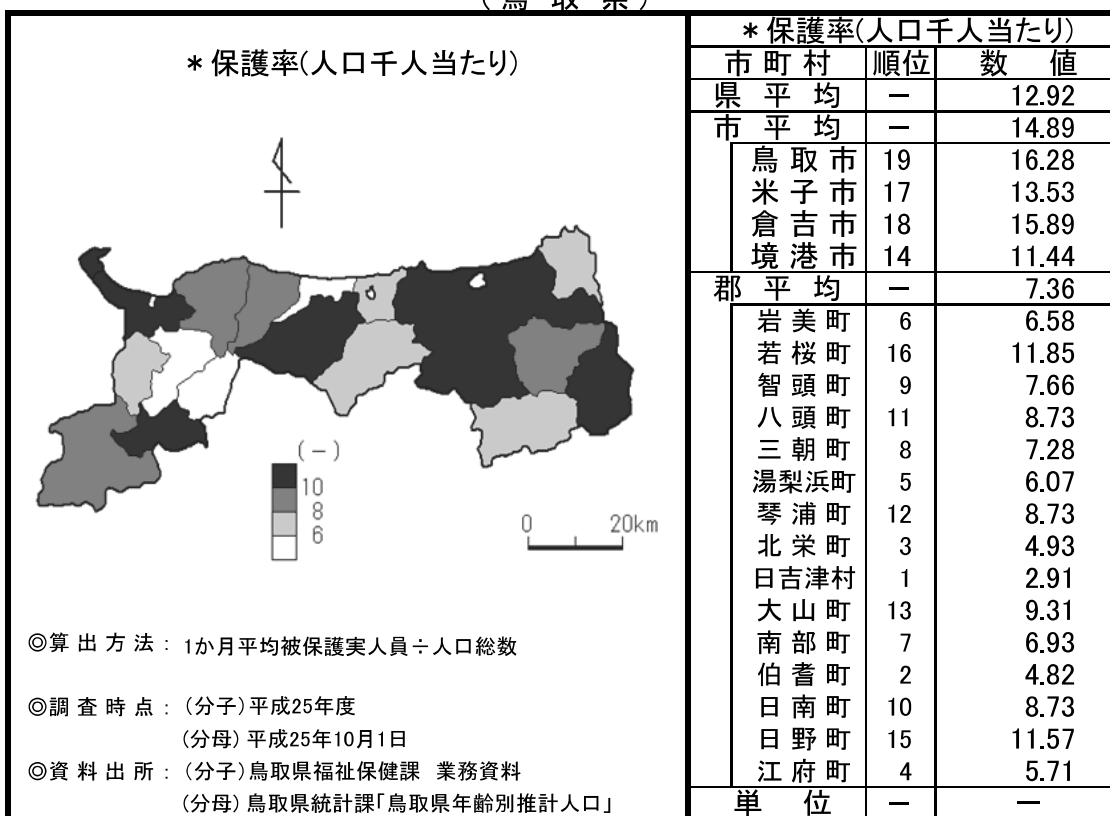 (鳥取県)
*保護率(人口千人当たり)
(-)
10
8
6
0 20km
◎算出方法: 1か月平均被保護実人員÷人口総数
◎調査時点: (分子)平成25年度
(分母)平成25年10月1日
◎資料出所: (分子)鳥取県福祉保健課 業務資料
(分母)鳥取県統計課「鳥取県年齢別推計人口」
*保護率(人口千人当たり)
市町村 順位 数値
県平均 - 12.92
市平均 - 14.89
鳥取市 19 16.28
米子市 17 13.53
倉吉市 18 15.89
境港市 14 11.44
郡平均 - 7.36
岩美町 6 6.58
若桜町 16 11.85
智頭町 9 7.66
八頭町 11 8.73
三朝町 8 7.28
湯梨浜町 5 6.07
琴浦町 12 8.73
北栄町 3 4.93
日吉津村 1 2.91
大山町 13 9.31
南部町 7 6.93
伯耆町 2 4.82
日南町 10 8.73
日野町 15 11.57
江府町 4 5.71
単位 - -